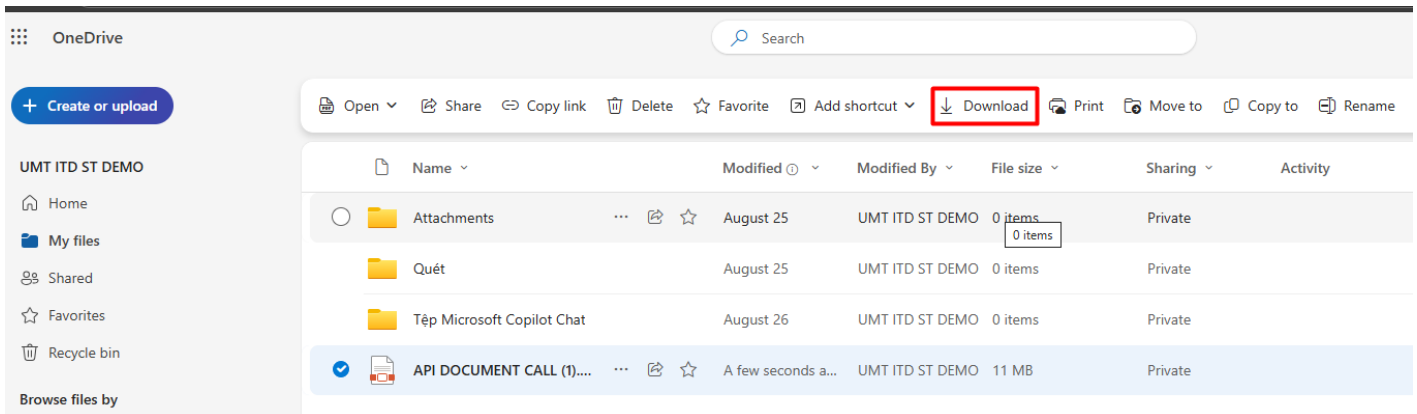 OneDrive
Search
Create or upload
Open Share Copy link Delete Favorite Add shortcut Download Print Move to Copy to Rename
UMT ITD ST DEMO
Home
My files
Shared
Favorites
Recycle bin
Browse files by
Name Modified Modified By File size Sharing Activity
Attachments August 25 UMT ITD ST DEMO 0 items Private
0 items
Quét August 25 UMT ITD ST DEMO 0 items Private
Tệp Microsoft Copilot Chat August 26 UMT ITD ST DEMO 0 items Private
API DOCUMENT CALL (1).... A few seconds a... UMT ITD ST DEMO 11 MB Private